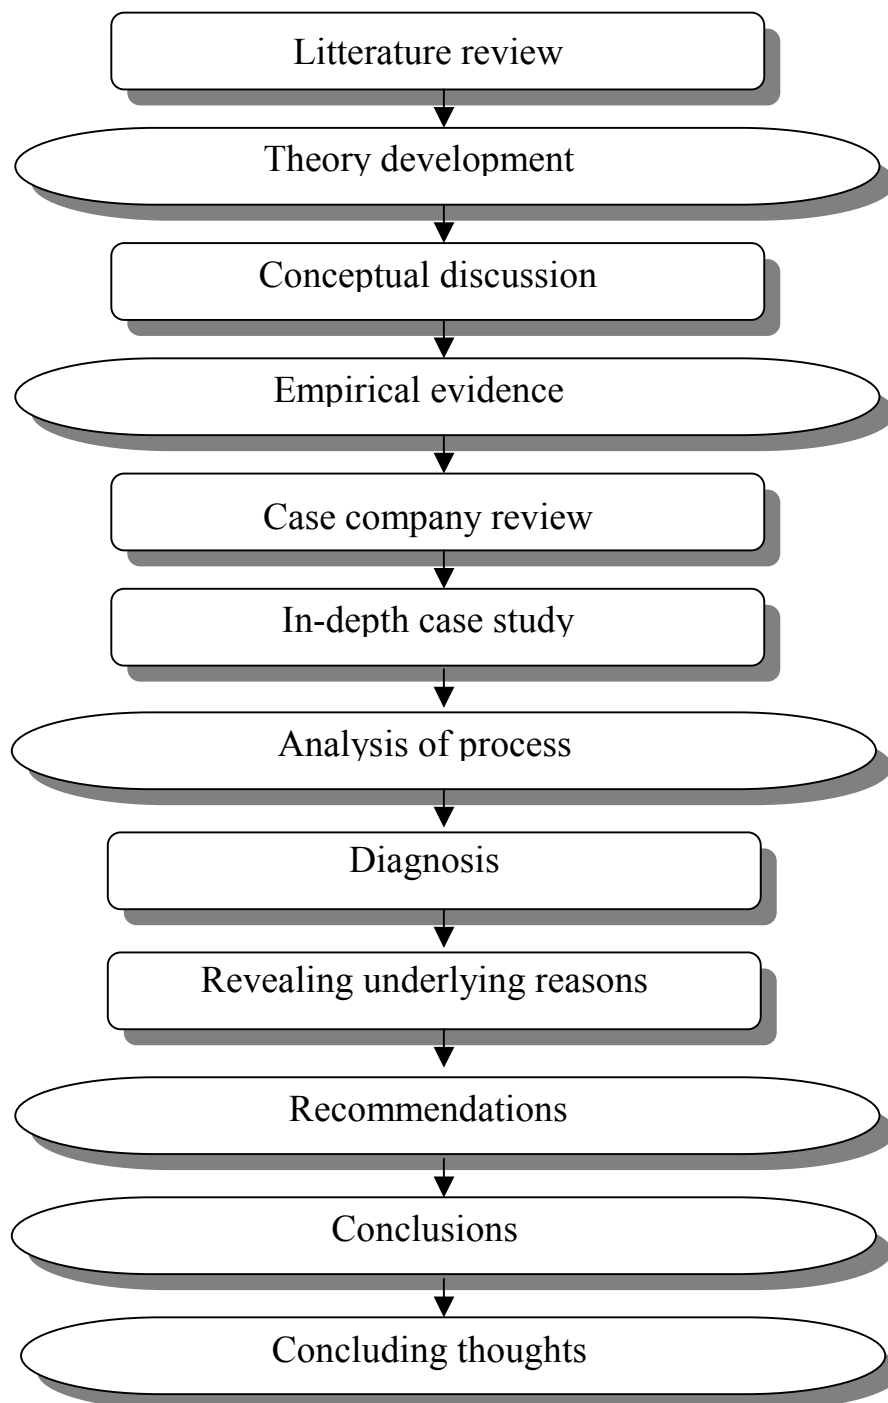 Litterature review
Theory development
Conceptual discussion
Empirical evidence
Case company review
In-depth case study
Analysis of process
Diagnosis
Revealing underlying reasons
Recommendations
Conclusions
Concluding thoughts